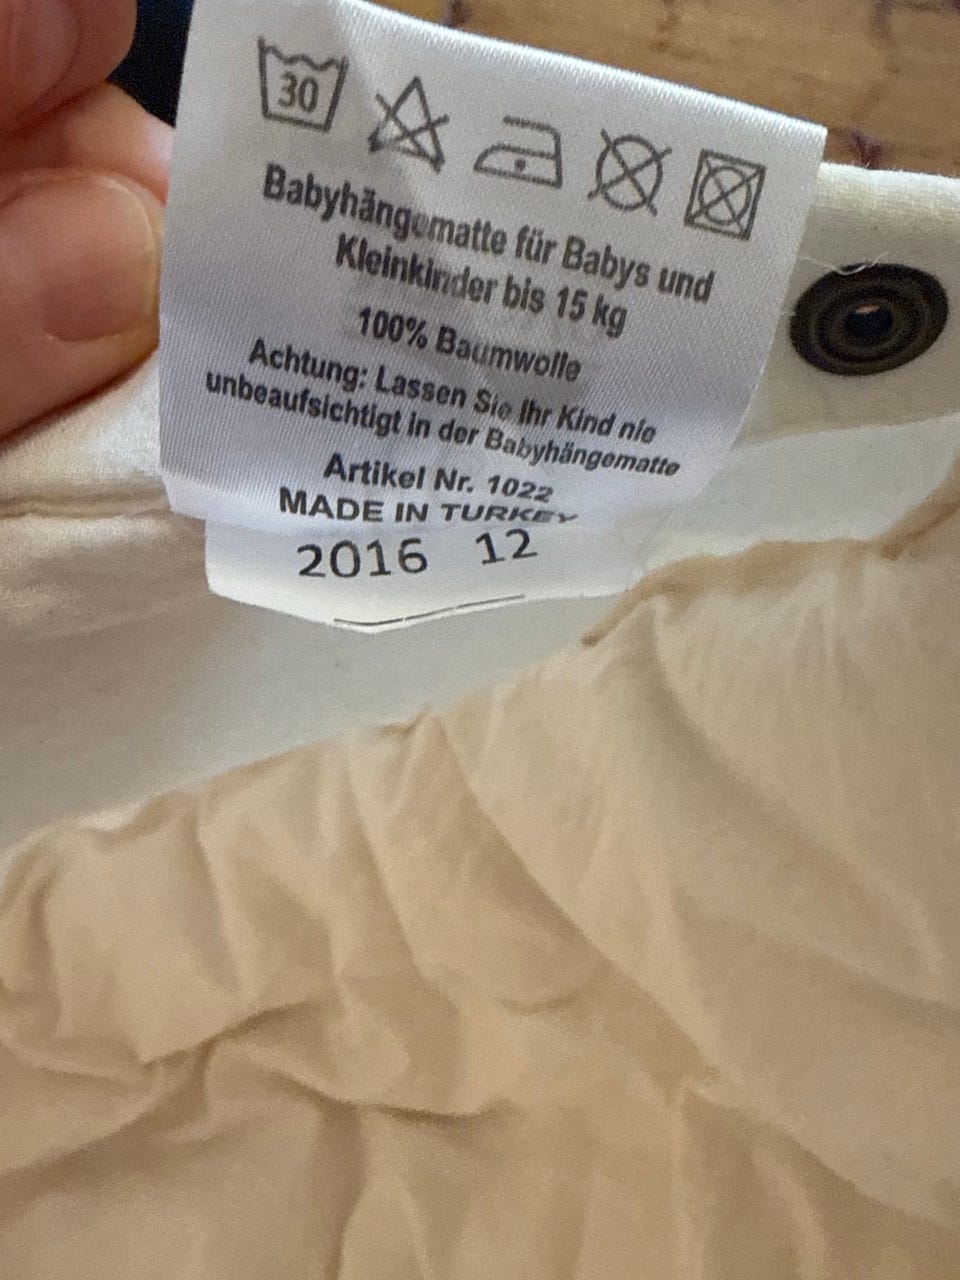 30
Babyhängematte für Babys und
Kleinkinder bis 15 kg
100% Baumwolle
Achtung: Lassen Sie Ihr Kind nie
unbeaufsichtigt in der Babyhängematte
Artikel Nr. 1022
MADE IN TURKEY
2016 12